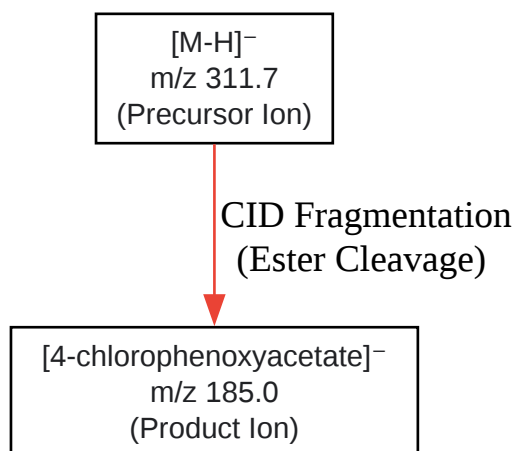 [M-H]⁻
m/z 311.7
(Precursor Ion)
CID Fragmentation
(Ester Cleavage)
[4-chlorophenoxyacetate]⁻
m/z 185.0
(Product Ion)